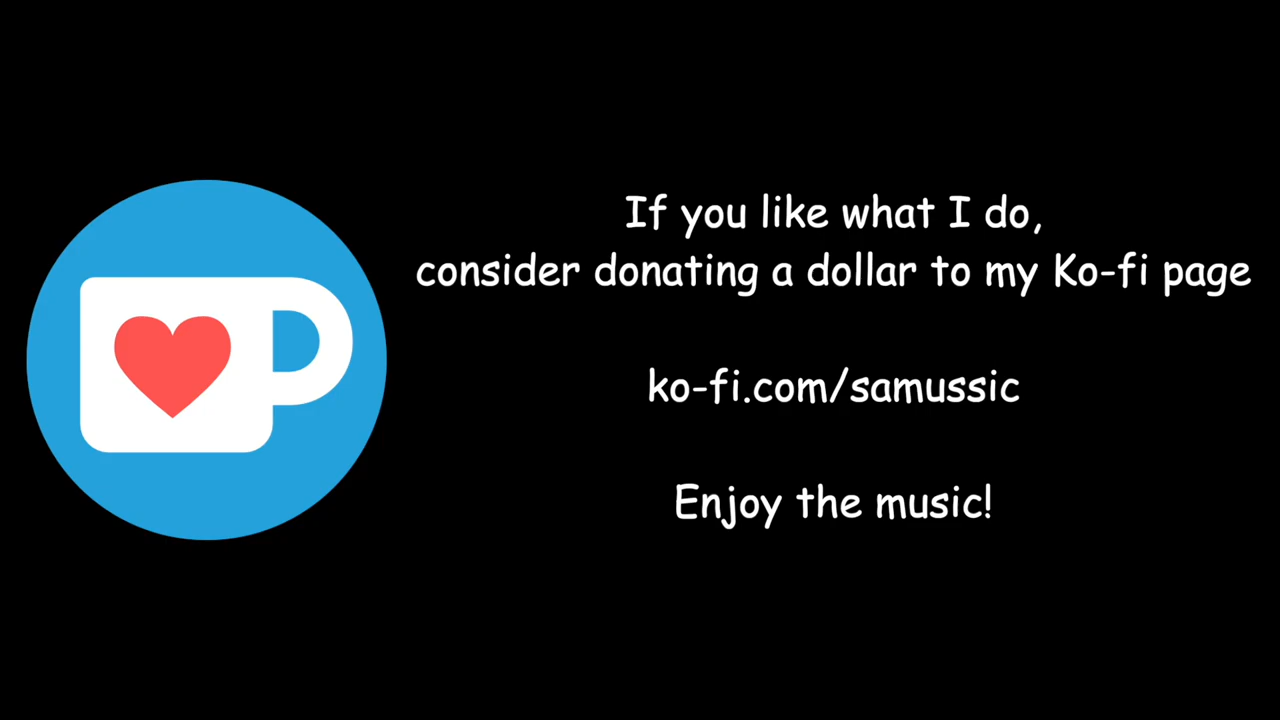 If you like what I do,
consider donating a dollar to my Ko-fi page
ko-fi.com/samussic
Enjoy the music!